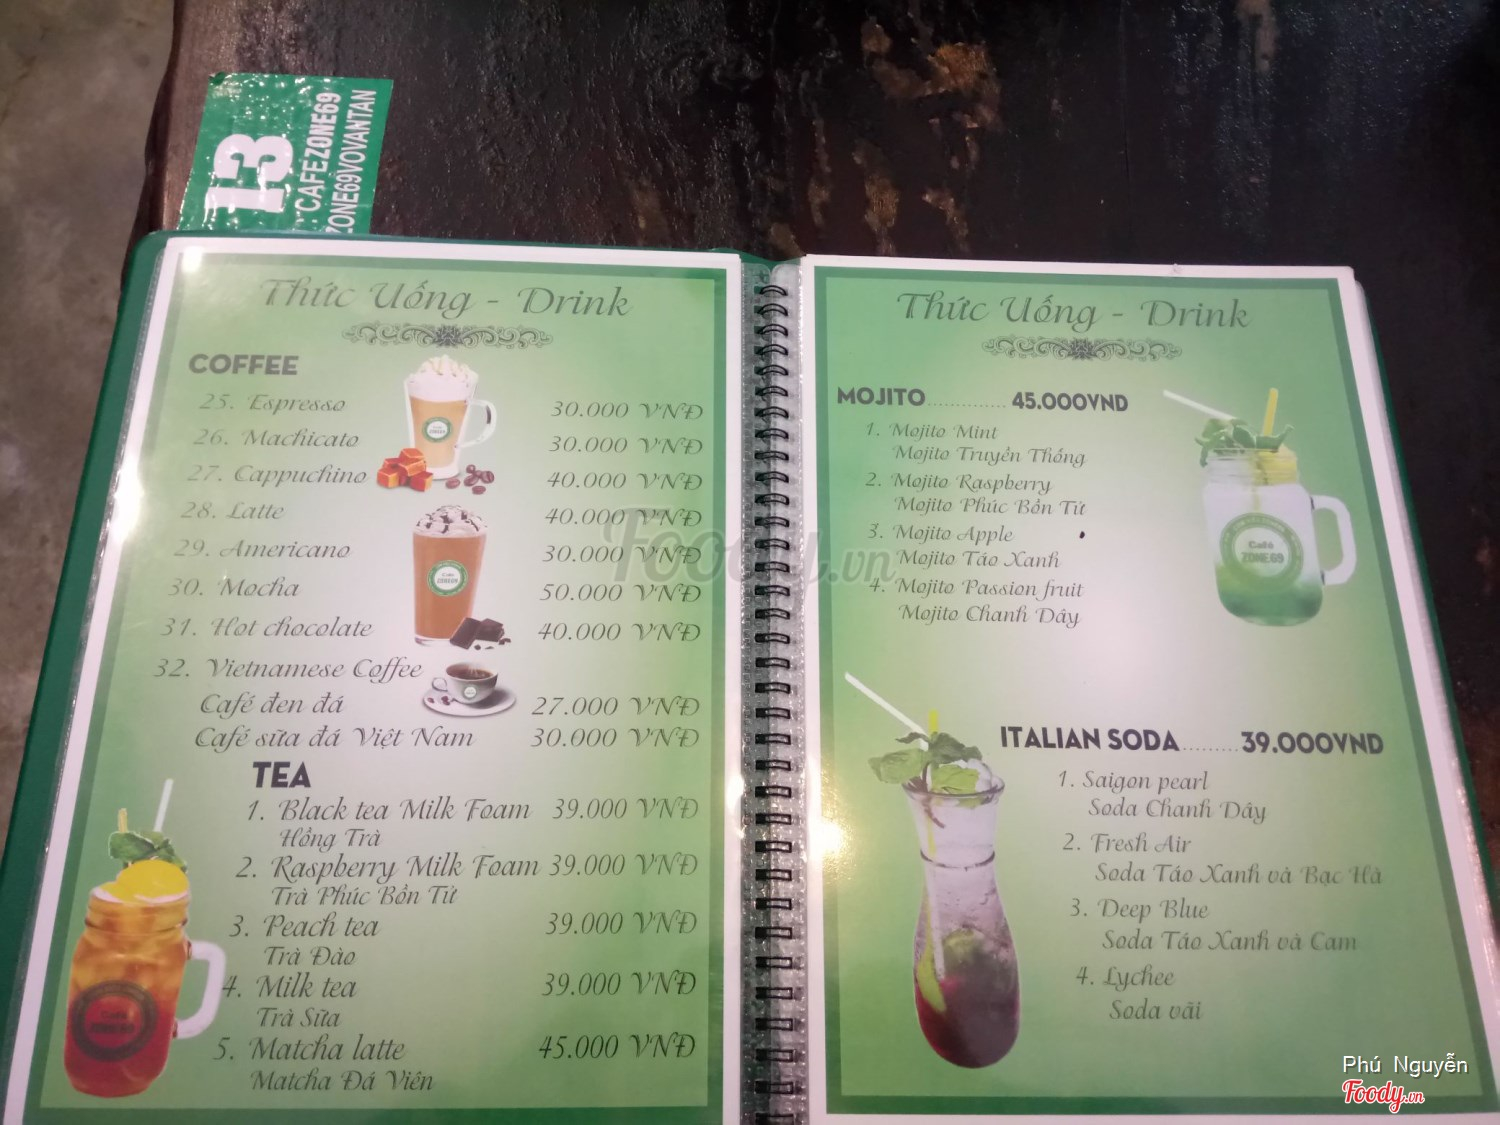 13
CAFEZONE69
ZONE69VOVANTAN
Thức Uống - Drink
COFFEE
25. Espresso 30.000 VNĐ
26. Machicato 30.000 VNĐ
27. Cappuchino 40.000 VNĐ
28. Latte 40.000 VNĐ
29. Americano 30.000 VNĐ
30. Mocha 50.000 VNĐ
31. Hot chocolate 40.000 VNĐ
32. Vietnamese Coffee
Café đen đá 27.000 VNĐ
Café sữa đá Việt Nam 30.000 VNĐ
TEA
1. Black tea Milk Foam 39.000 VNĐ
Hồng Trà
2. Raspberry Milk Foam 39.000 VNĐ
Trà Phúc Bồn Tử
3. Peach tea 39.000 VNĐ
Trà Đào
4. Milk tea 39.000 VNĐ
Trà Sữa
5. Matcha latte 45.000 VNĐ
Matcha Đá Viên
Café
ZONE69
Thức Uống - Drink
MOJITO.............. 45.000VND
1. Mojito Mint
Mojito Truyền Thống
2. Mojito Raspberry
Mojito Phúc Bồn Tử
3. Mojito Apple
Mojito Táo Xanh
4. Mojito Passion fruit
Mojito Chanh Dây
Café
ZONE69
ITALIAN SODA.........39.000VND
1. Saigon pearl
Soda Chanh Dây
2. Fresh Air
Soda Táo Xanh và Bạc Hà
3. Deep Blue
Soda Táo Xanh và Cam
4. Lychee
Soda vãi
Foody.vn
Phú Nguyễn
Foody.vn